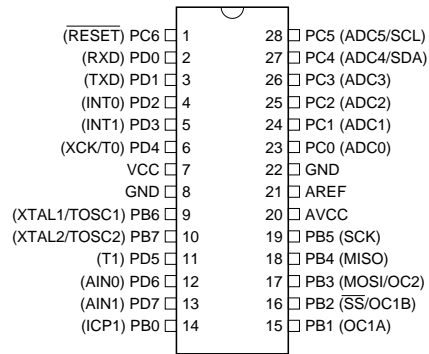 (RESET) PC6 1 28 PC5 (ADC5/SCL)
(RXD) PD0 2 27 PC4 (ADC4/SDA)
(TXD) PD1 3 26 PC3 (ADC3)
(INT0) PD2 4 25 PC2 (ADC2)
(INT1) PD3 5 24 PC1 (ADC1)
(XCK/T0) PD4 6 23 PC0 (ADC0)
VCC 7 22 GND
GND 8 21 AREF
(XTAL1/TOSC1) PB6 9 20 AVCC
(XTAL2/TOSC2) PB7 10 19 PB5 (SCK)
(T1) PD5 11 18 PB4 (MISO)
(AIN0) PD6 12 17 PB3 (MOSI/OC2)
(AIN1) PD7 13 16 PB2 (SS/OC1B)
(ICP1) PB0 14 15 PB1 (OC1A)